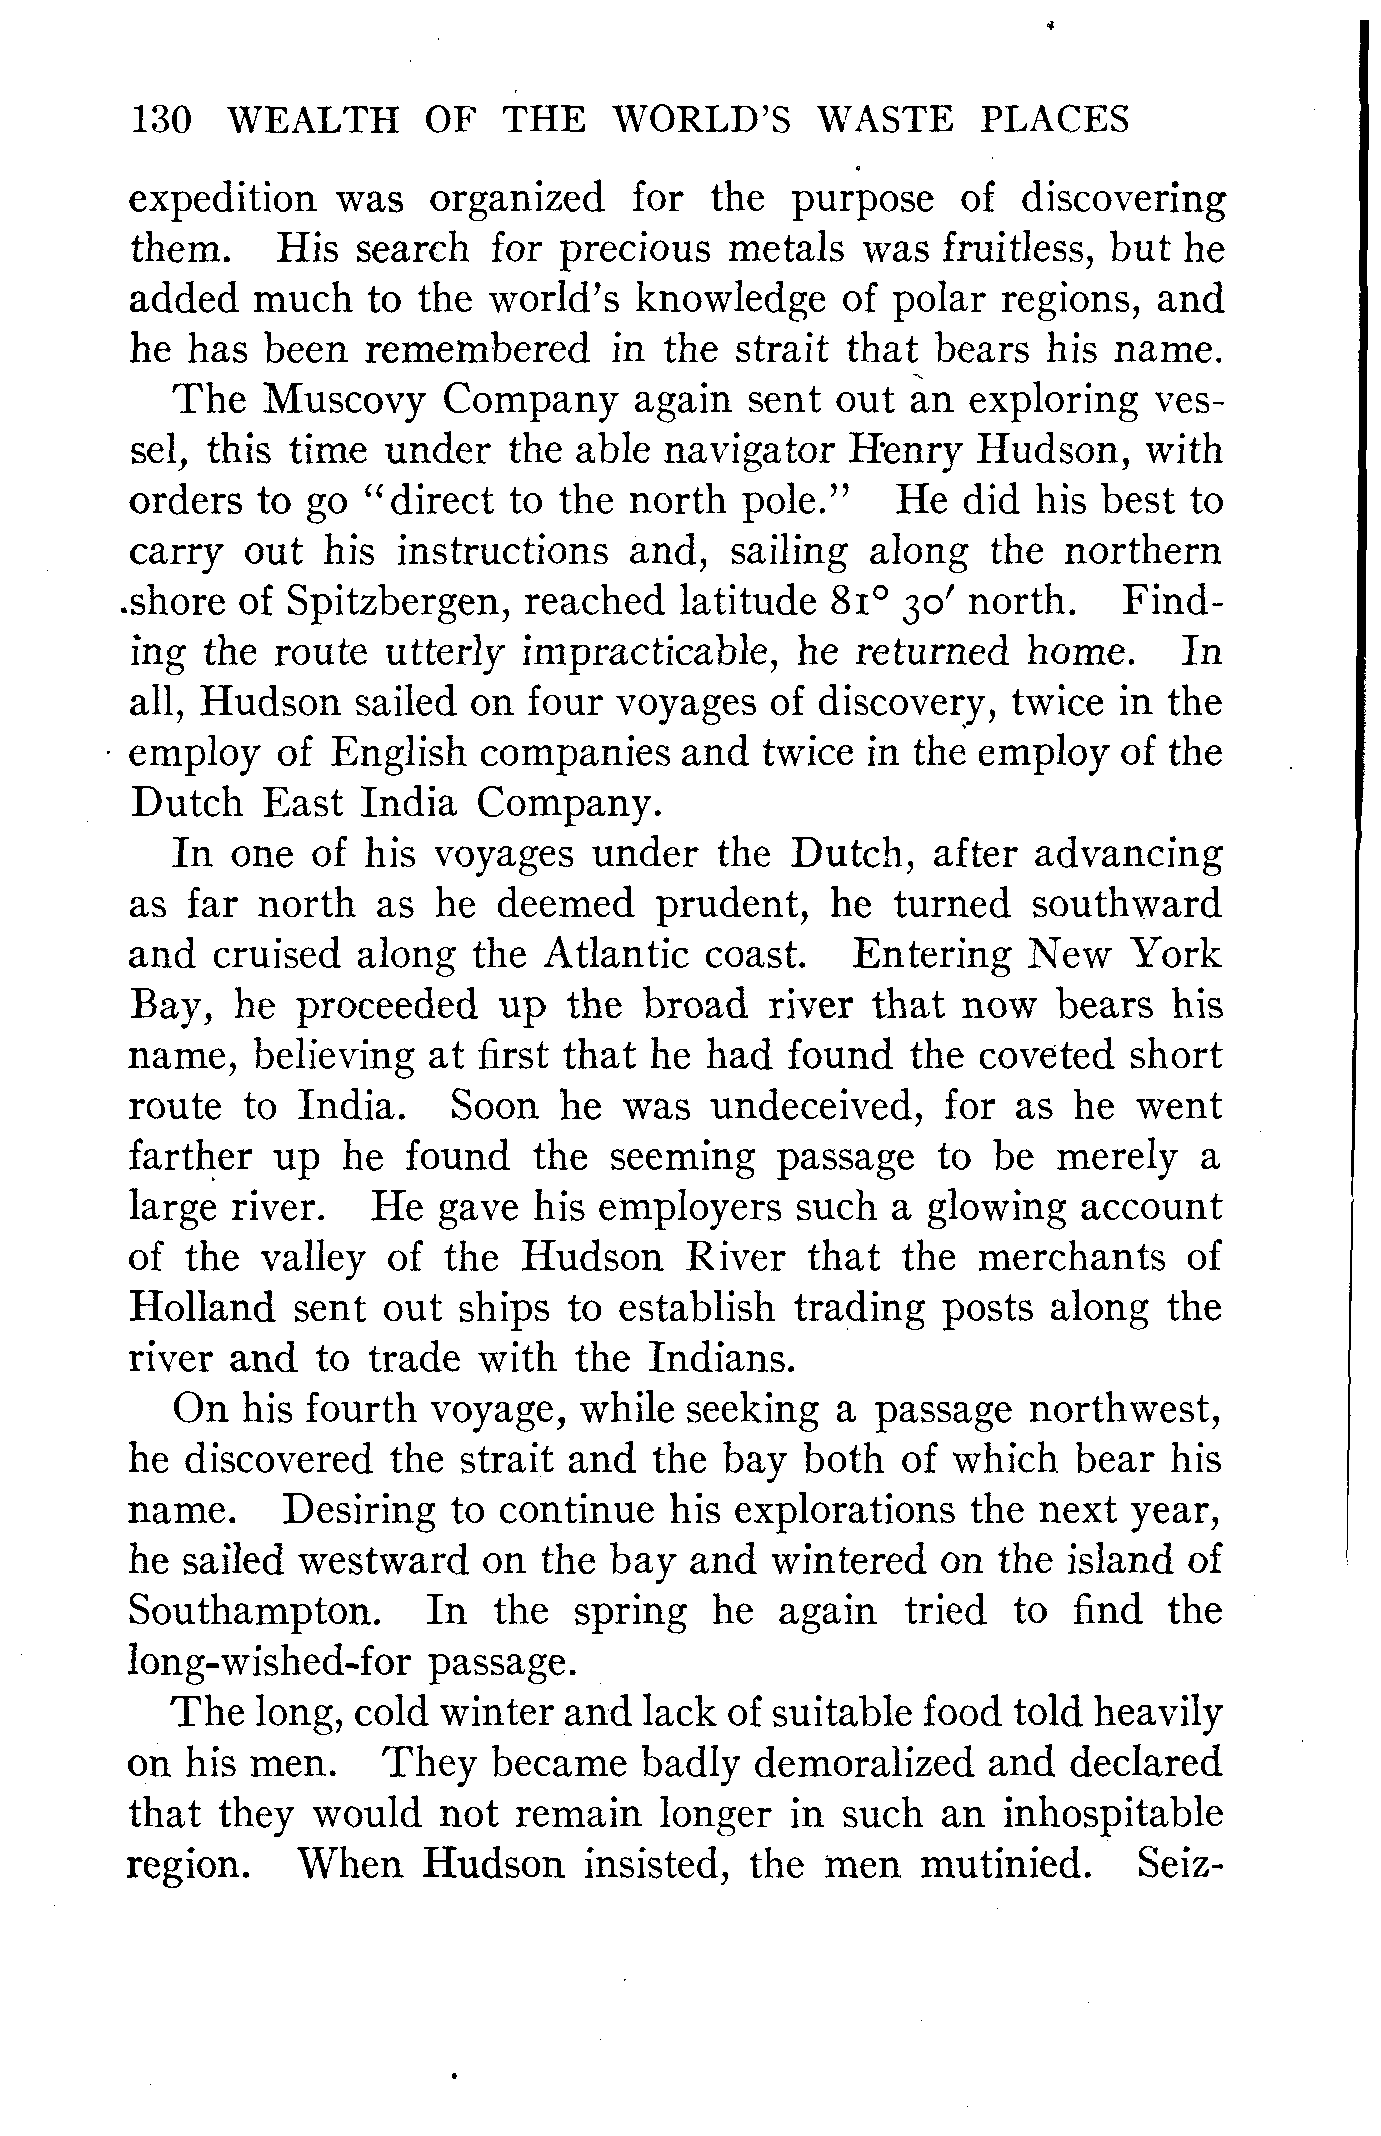 130 WEALTH OF THE WORLD'S WASTE PLACES
expedition was organized for the purpose of discovering
them. His search for precious metals was fruitless, but he
added much to the world's knowledge of polar regions, and
he has been remembered in the strait that bears his name.
The Muscovy Company again sent out an exploring ves-
sel, this time under the able navigator Henry Hudson, with
orders to go "direct to the north pole." He did his best to
carry out his instructions and, sailing along the northern
shore of Spitzbergen, reached latitude 81° 30′ north. Find-
ing the route utterly impracticable, he returned home. In
all, Hudson sailed on four voyages of discovery, twice in the
employ of English companies and twice in the employ of the
Dutch East India Company.
In one of his voyages under the Dutch, after advancing
as far north as he deemed prudent, he turned southward
and cruised along the Atlantic coast. Entering New York
Bay, he proceeded up the broad river that now bears his
name, believing at first that he had found the coveted short
route to India. Soon he was undeceived, for as he went
farther up he found the seeming passage to be merely a
large river. He gave his employers such a glowing account
of the valley of the Hudson River that the merchants of
Holland sent out ships to establish trading posts along the
river and to trade with the Indians.
On his fourth voyage, while seeking a passage northwest,
he discovered the strait and the bay both of which bear his
name. Desiring to continue his explorations the next year,
he sailed westward on the bay and wintered on the island of
Southampton. In the spring he again tried to find the
long-wished-for passage.
The long, cold winter and lack of suitable food told heavily
on his men. They became badly demoralized and declared
that they would not remain longer in such an inhospitable
region. When Hudson insisted, the men mutinied. Seiz-